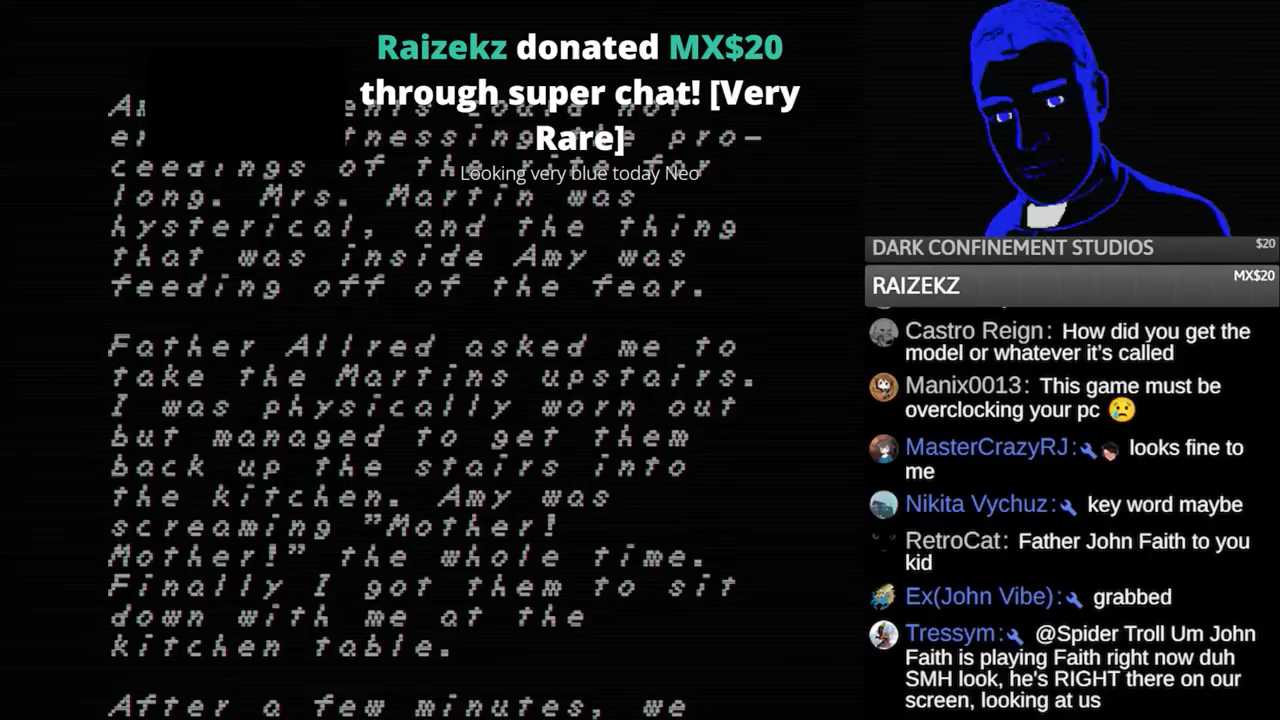 Raizekz donated MX$20
through super chat! [Very
Rare]
Looking very blue today Neo
could not
the pro-
ceedings of the rite for
long. Mrs. Martin was
hysterical, and the thing
that was inside Amy was
feeding off of the fear.
Father Allred asked me to
take the Martins upstairs.
I was physically worn out
but managed to get them
back up the stairs into
the kitchen. Amy was
screaming "Mother!
Mother!" the whole time.
Finally I got them to sit
down with me at the
kitchen table.
After a few minutes, we
DARK CONFINEMENT STUDIOS $20
RAIZEKZ MX$20
Castro Reign: How did you get the
model or whatever it's called
Manix0013: This game must be
overclocking your pc 😢
MasterCrazyRJ: looks fine to
me
Nikita Vychuz: key word maybe
RetroCat: Father John Faith to you
kid
Ex(John Vibe): grabbed
Tressym: @Spider Troll Um John
Faith is playing Faith right now duh
SMH look, he's RIGHT there on our
screen, looking at us